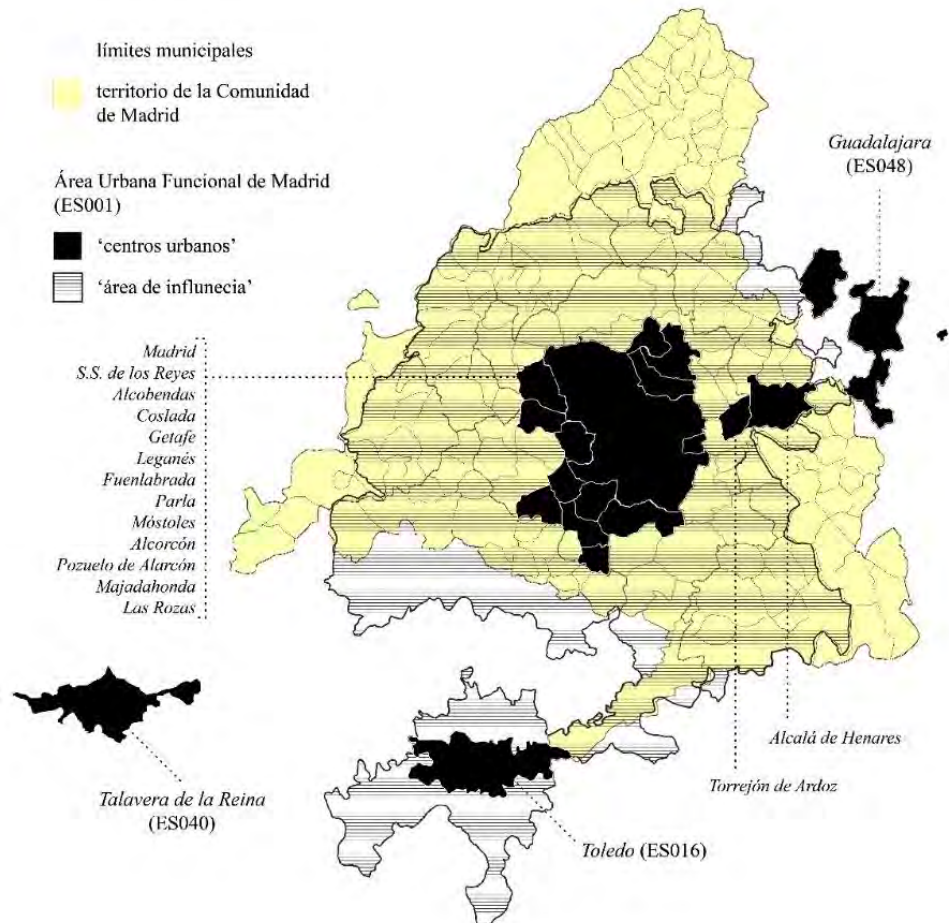 límites municipales
territorio de la Comunidad
de Madrid
Área Urbana Funcional de Madrid
(ES001)
‘centros urbanos’
‘área de influnecia’
Madrid
S.S. de los Reyes
Alcobendas
Coslada
Getafe
Leganés
Fuenlabrada
Parla
Móstoles
Alcorcón
Pozuelo de Alarcón
Majadahonda
Las Rozas
Guadalajara
(ES048)
Alcalá de Henares
Torrejón de Ardoz
Talavera de la Reina
(ES040)
Toledo (ES016)